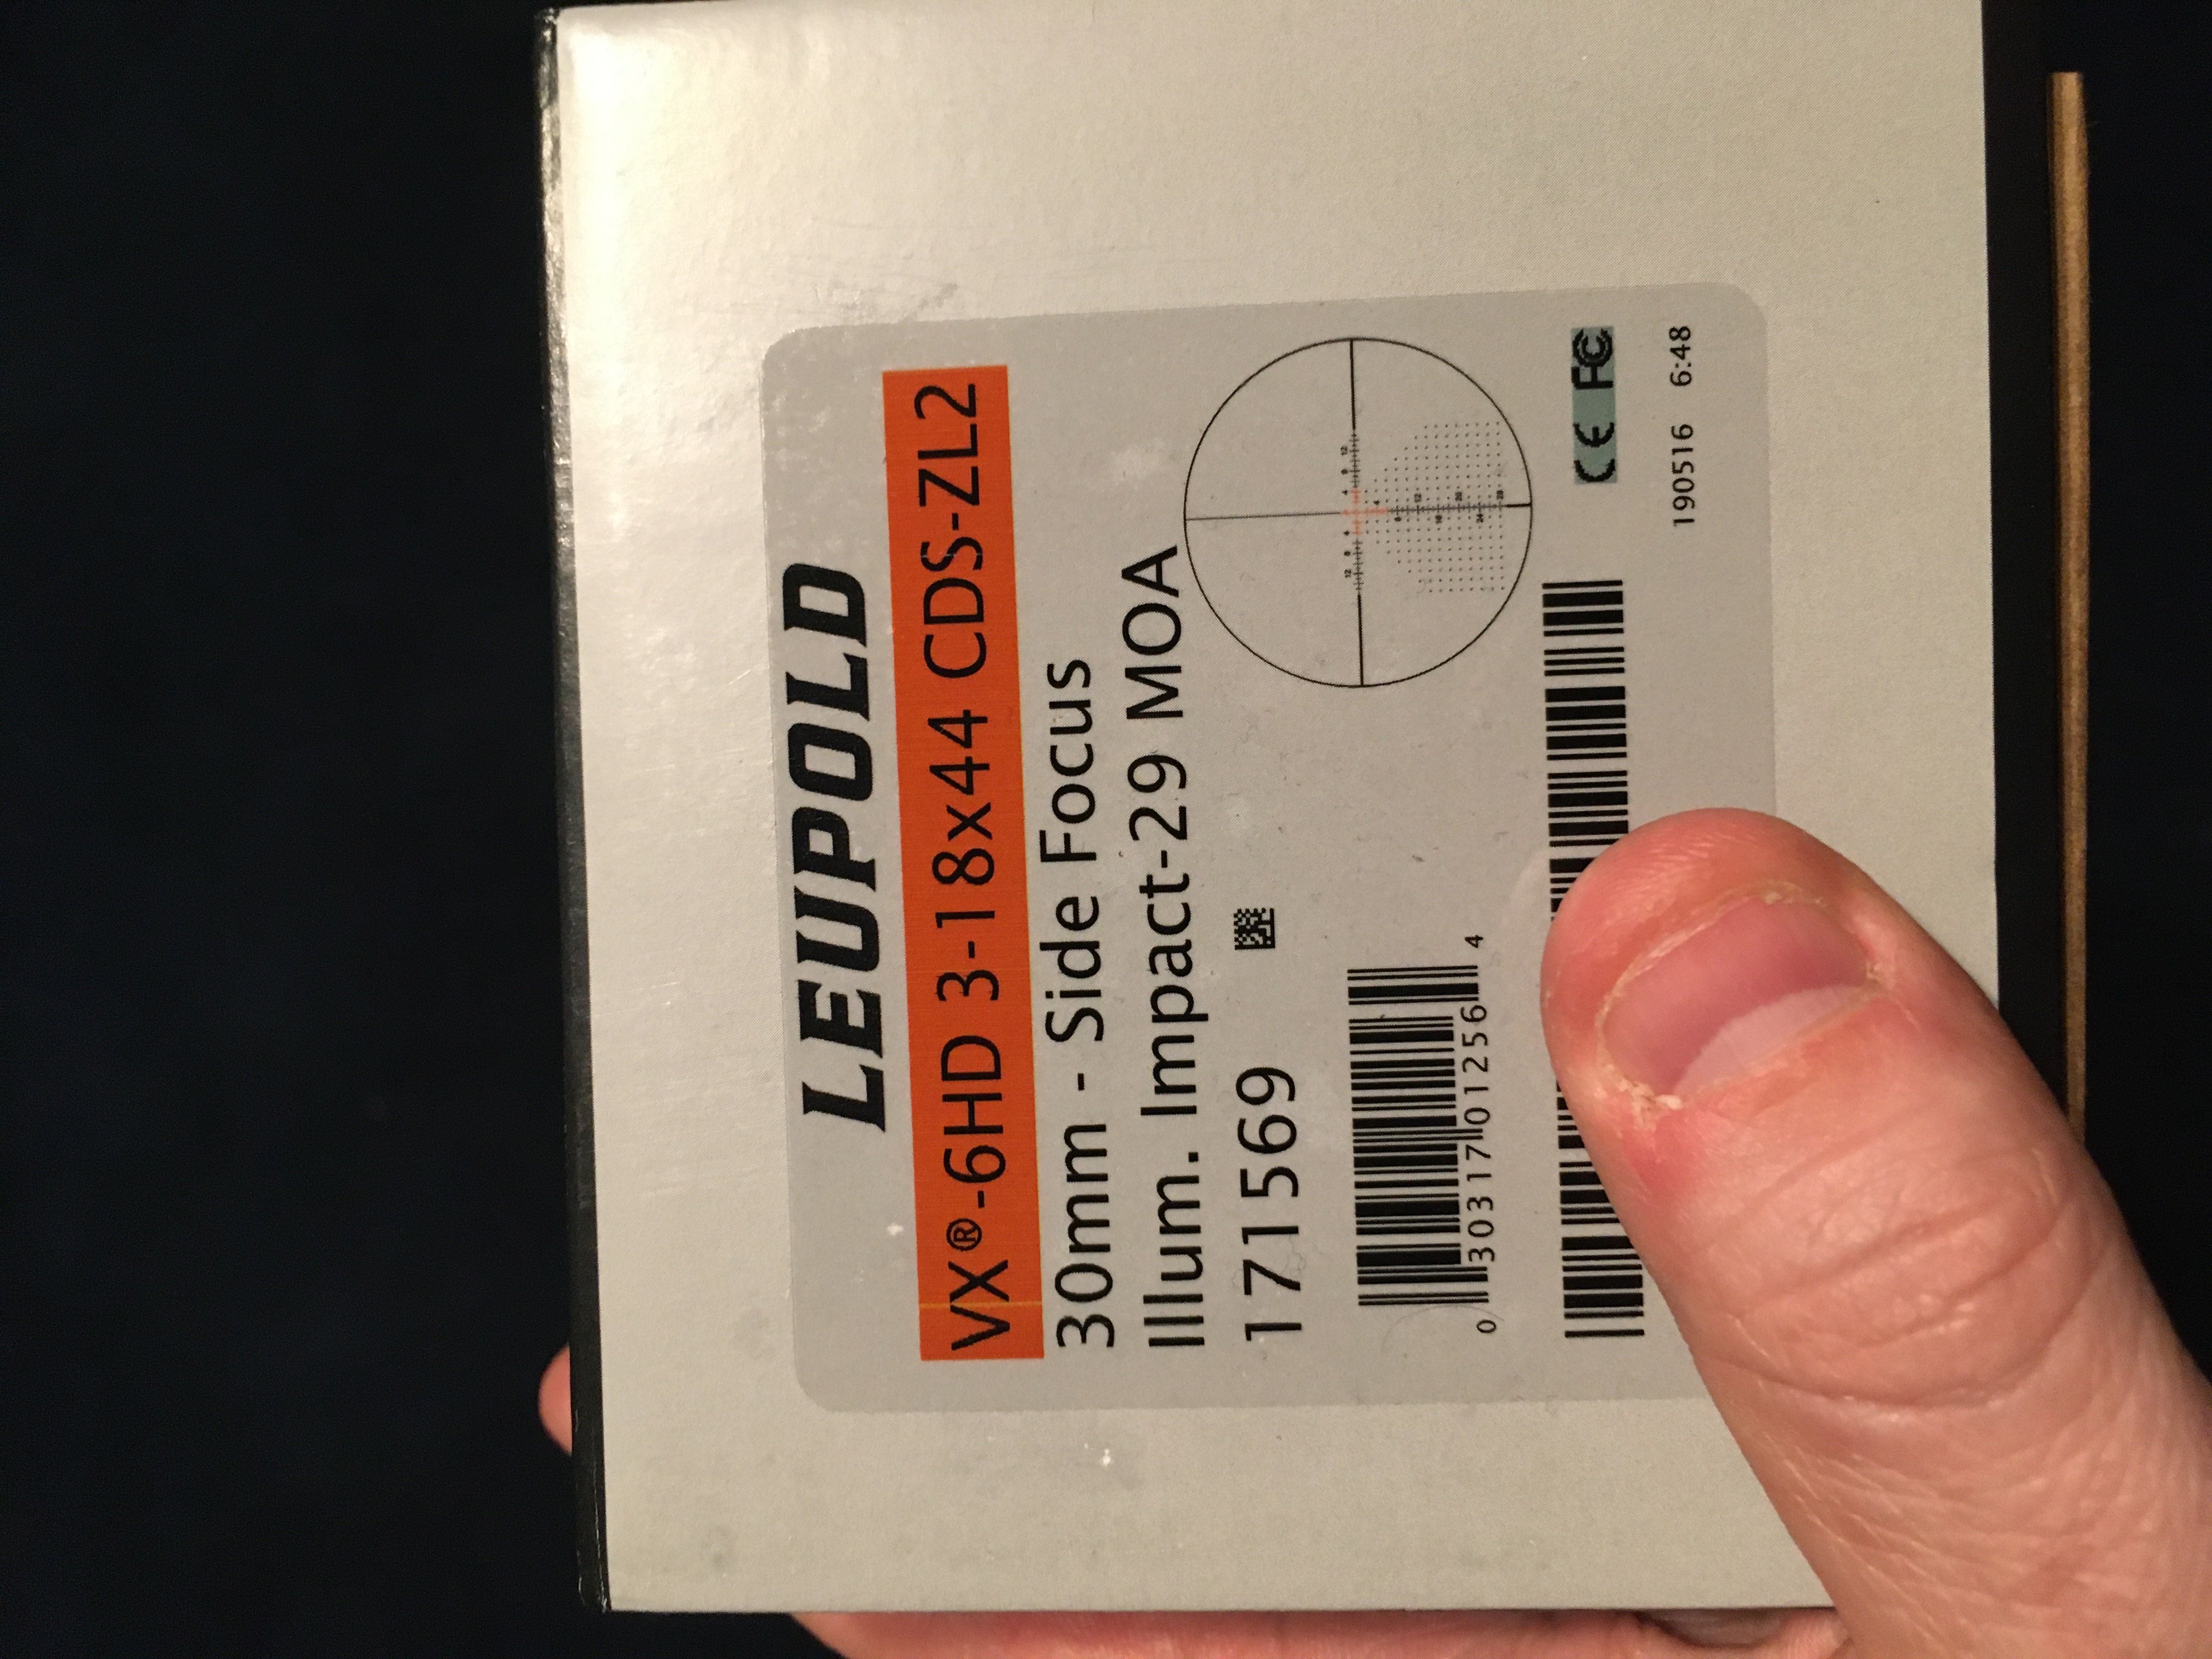 LEUPOLD
VX®-6HD 3-18x44 CDS-ZL2
30mm - Side Focus
Illum. Impact-29 MOA
171569
0 30317 01256 4
CE FC
190516 6:48